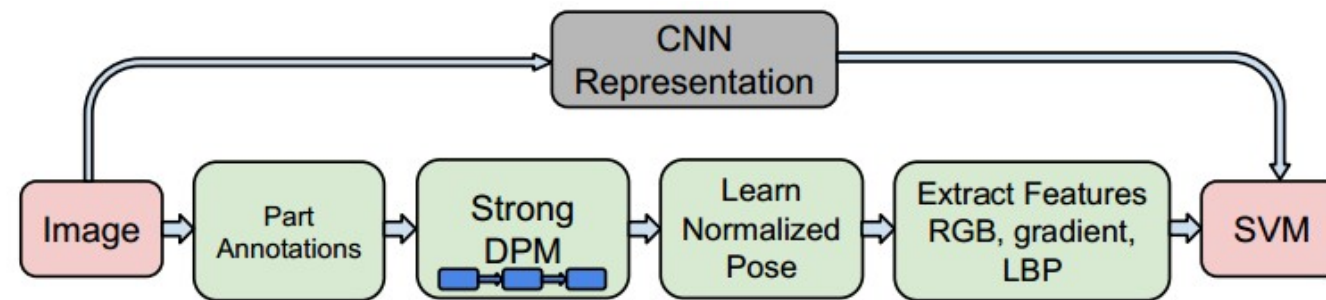 CNN
Representation
Image
Part
Annotations
Strong
DPM
Learn
Normalized
Pose
Extract Features
RGB, gradient,
LBP
SVM